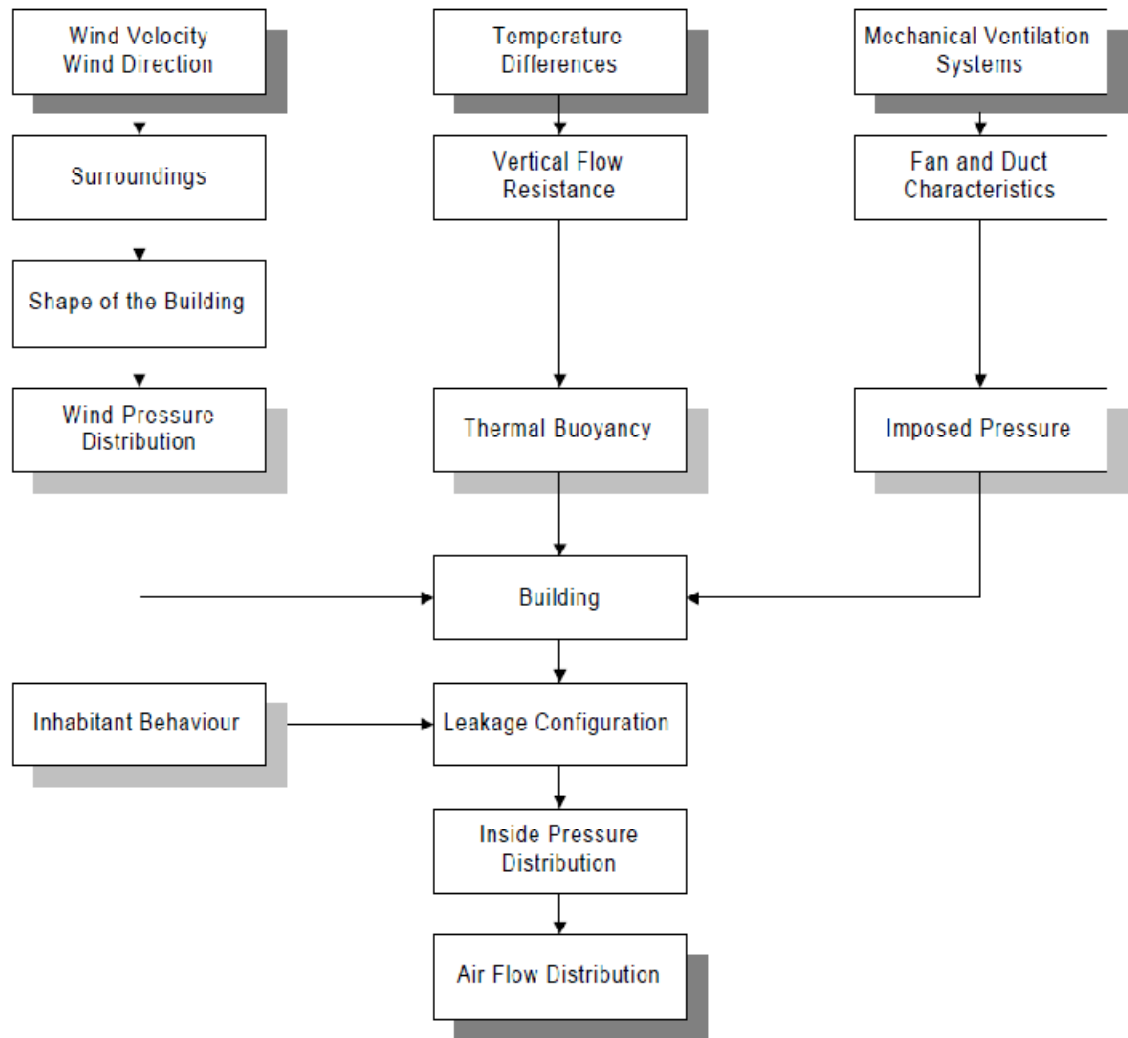 Wind Velocity
Wind Direction
Temperature
Differences
Mechanical Ventilation
Systems
Surroundings
Vertical Flow
Resistance
Fan and Duct
Characteristics
Shape of the Building
Wind Pressure
Distribution
Thermal Buoyancy
Imposed Pressure
Building
Inhabitant Behaviour
Leakage Configuration
Inside Pressure
Distribution
Air Flow Distribution